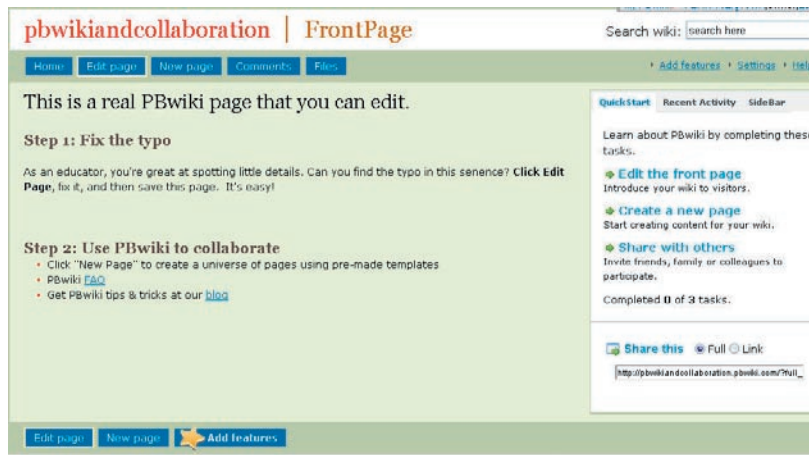 pbwikiandcollaboration | FrontPage
Search wiki: search here
Home Edit page New page Comments Files
Add features Settings Help
This is a real PBwiki page that you can edit.
Step 1: Fix the typo
As an educator, you're great at spotting little details. Can you find the typo in this senence? Click Edit
Page, fix it, and then save this page. It's easy!
Step 2: Use PBwiki to collaborate
• Click "New Page" to create a universe of pages using pre-made templates
• PBwiki FAQ
• Get PBwiki tips & tricks at our blog
QuickStart Recent Activity SideBar
Learn about PBwiki by completing these
tasks.
Edit the front page
Introduce your wiki to visitors.
Create a new page
Start creating content for your wiki.
Share with others
Invite friends, family or colleagues to
participate.
Completed 0 of 3 tasks.
Share this Full Link
http://pbwikiandcollaboration.pbwiki.com/?full_
Edit page New page Add features